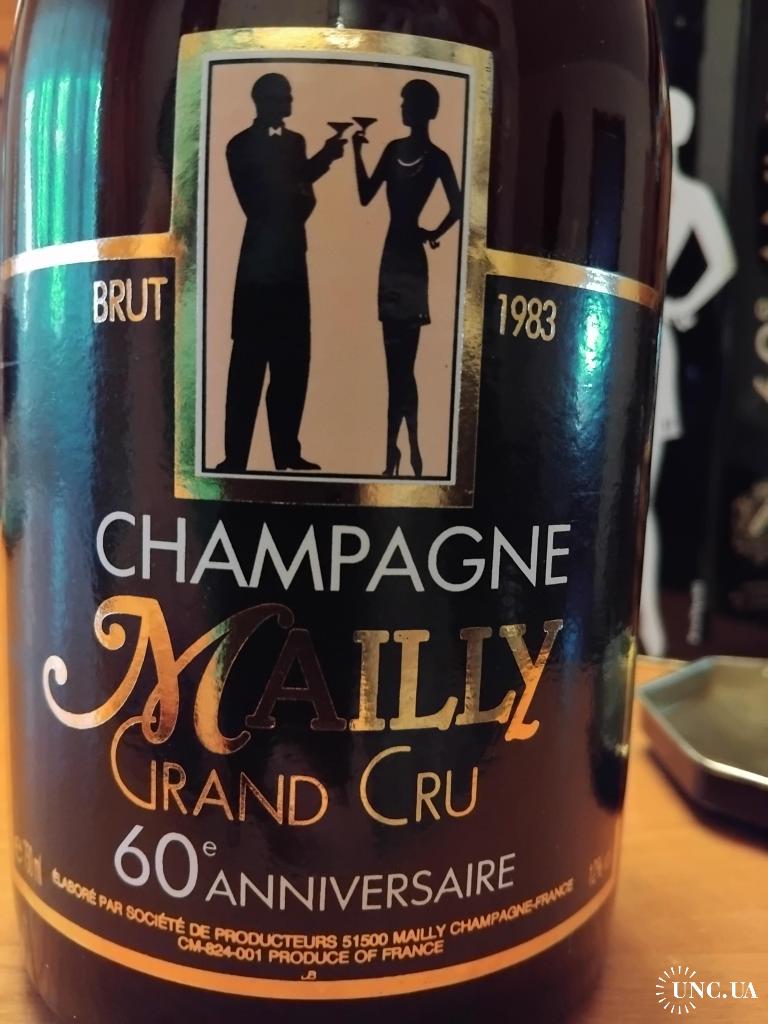 BRUT
1983
CHAMPAGNE
MAILLY
GRAND CRU
60e ANNIVERSAIRE
ÉLABORÉ PAR SOCIÉTÉ DE PRODUCTEURS 51500 MAILLY CHAMPAGNE-FRANCE
CM-824-001 PRODUCE OF FRANCE
UNC.UA